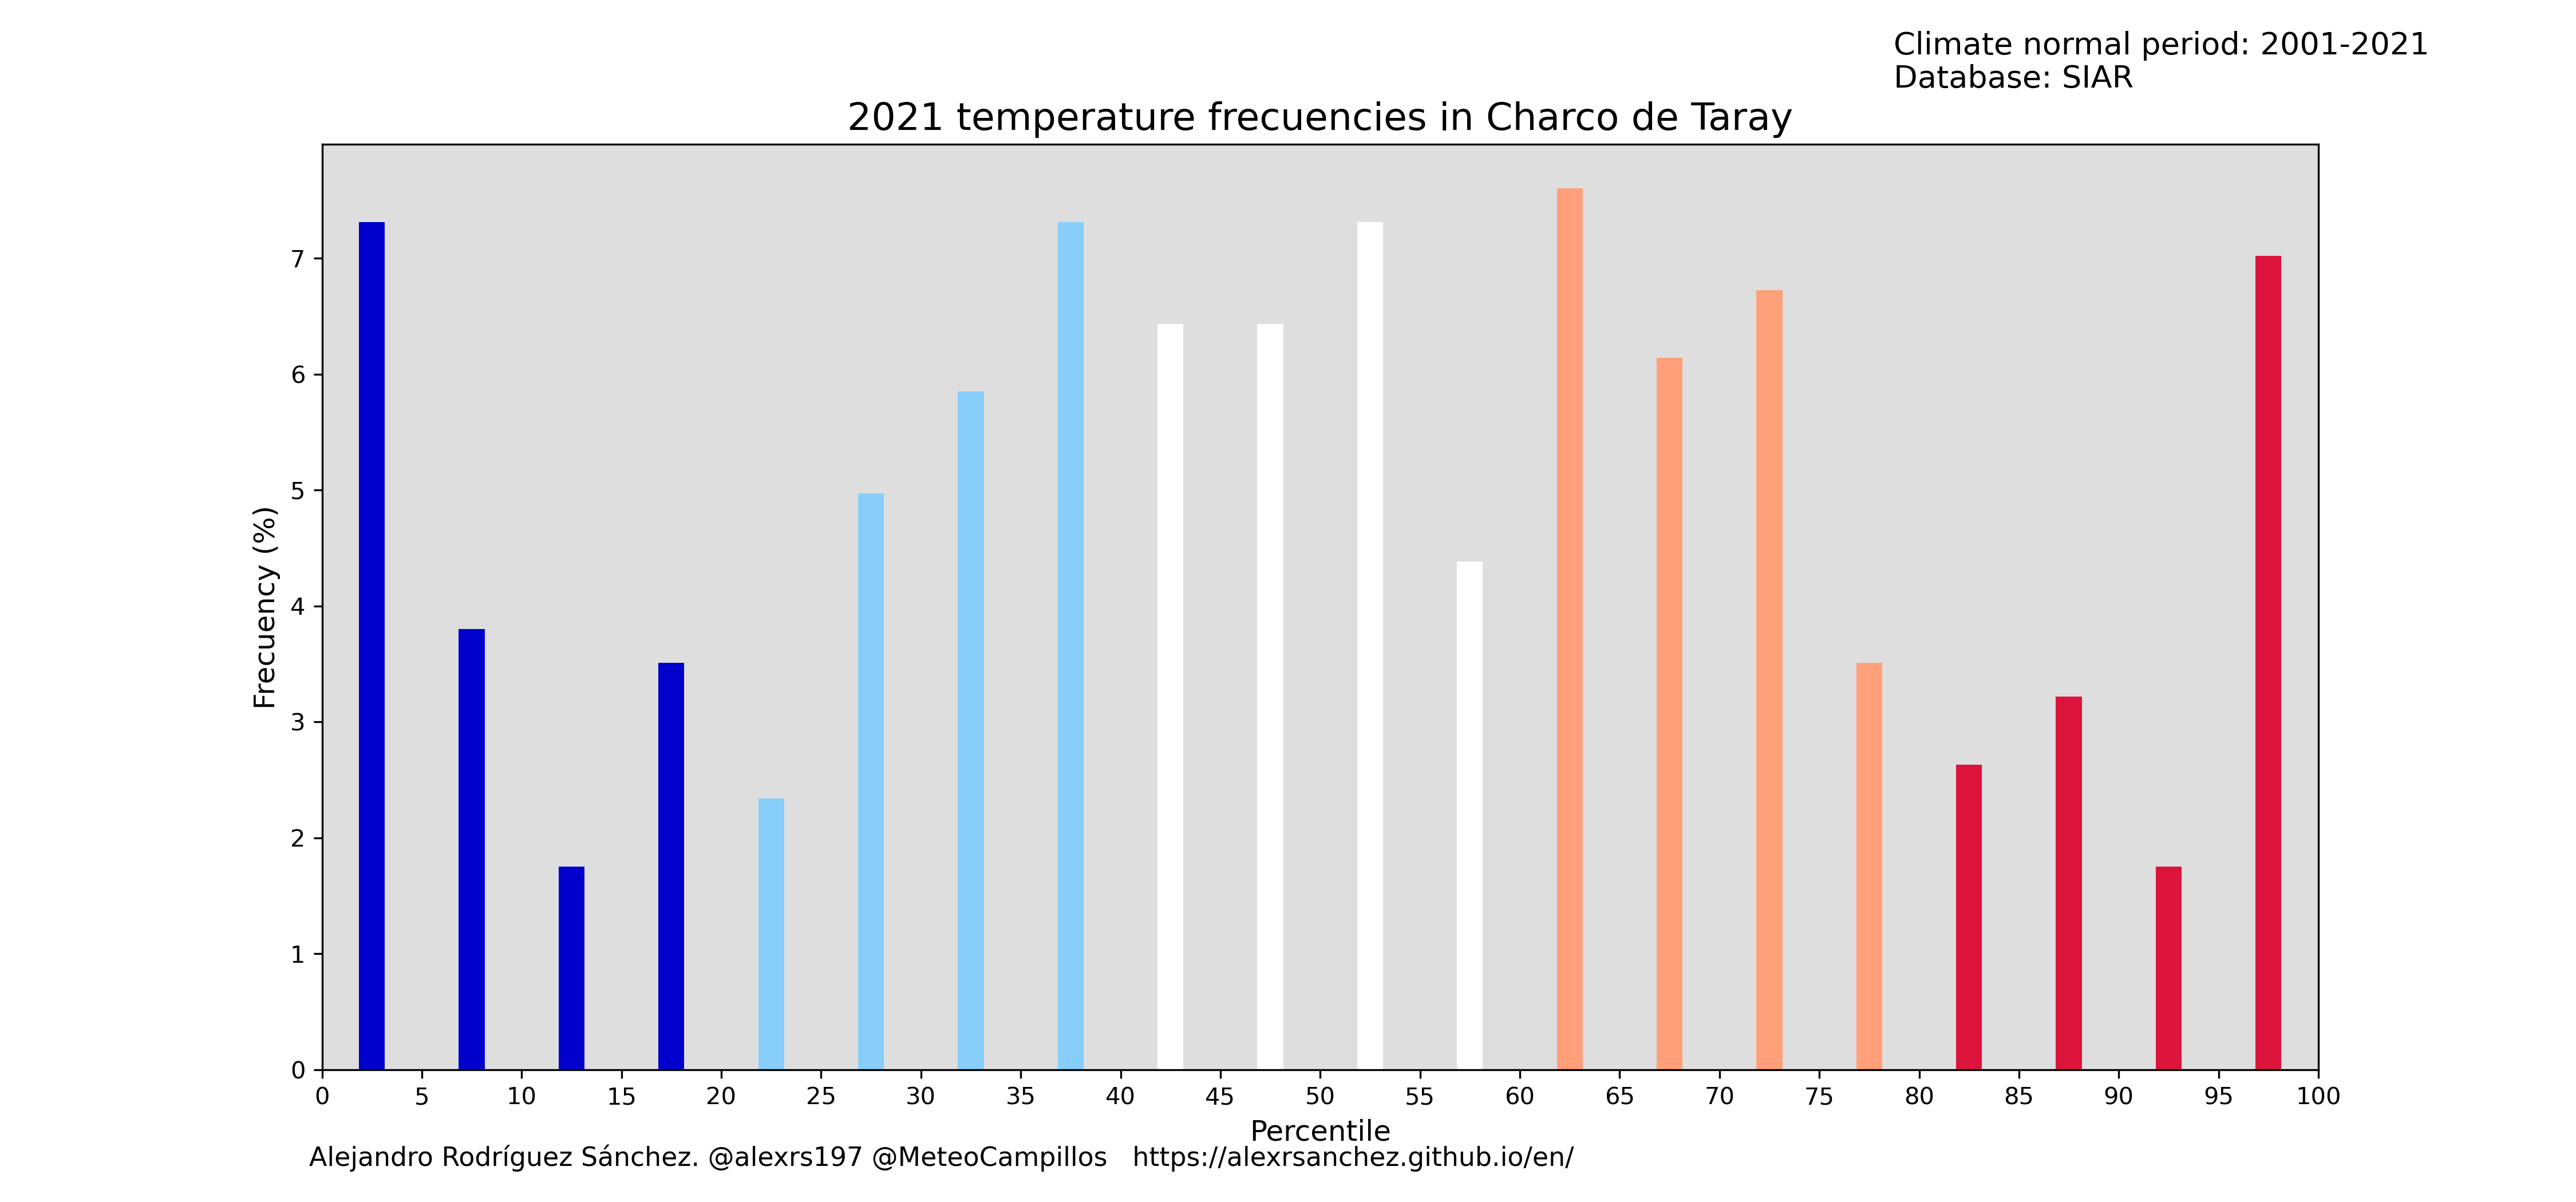 Climate normal period: 2001-2021
Database: SIAR
2021 temperature frecuencies in Charco de Taray
Frecuency (%)
7
6
5
4
3
2
1
0
0 5 10 15 20 25 30 35 40 45 50 55 60 65 70 75 80 85 90 95 100
Percentile
Alejandro Rodríguez Sánchez. @alexrs197 @MeteoCampillos https://alexrsanchez.github.io/en/